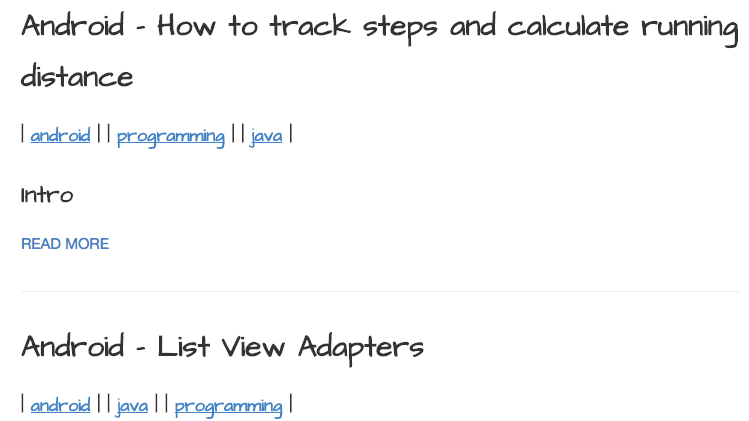 Android - How to track steps and calculate running
distance
| android | | programming | | java |
Intro
READ MORE
Android - List View Adapters
| android | | java | | programming |